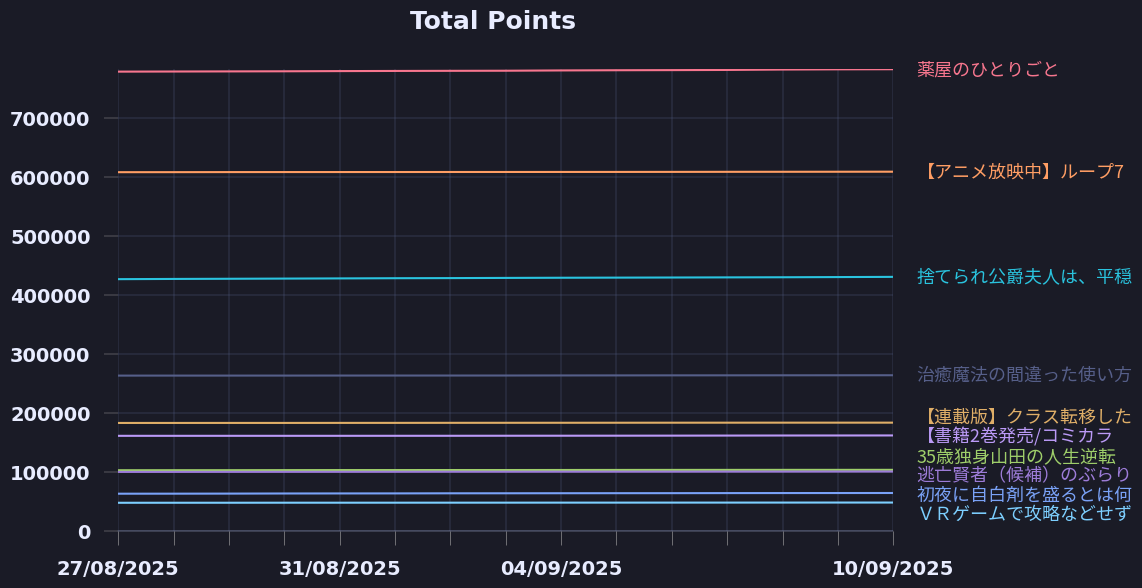 Total Points
薬屋のひとりごと
700000
【アニメ放映中】ループ7
600000
500000
捨てられ公爵夫人は、平穏
400000
300000
治癒魔法の間違った使い方
200000
【連載版】クラス転移した
【書籍2巻発売/コミカラ
35歳独身山田の人生逆転
100000
逃亡賢者（候補）のぶらり
初夜に自白剤を盛るとは何
ＶＲゲームで攻略などせず
0
27/08/2025 31/08/2025 04/09/2025 10/09/2025